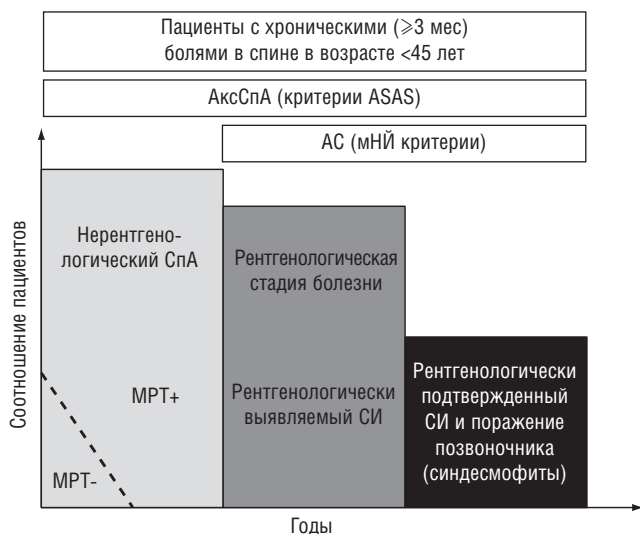 Пациенты с хроническими (≥3 мес)
болями в спине в возрасте <45 лет
АксСпА (критерии ASAS)
АС (мНЙ критерии)
Соотношение пациентов
Нерентгено-
логический СпА
МРТ+
МРТ-
Рентгенологическая
стадия болезни
Рентгенологически
выявляемый СИ
Рентгенологически
подтвержденный
СИ и поражение
позвоночника
(синдесмофиты)
Годы